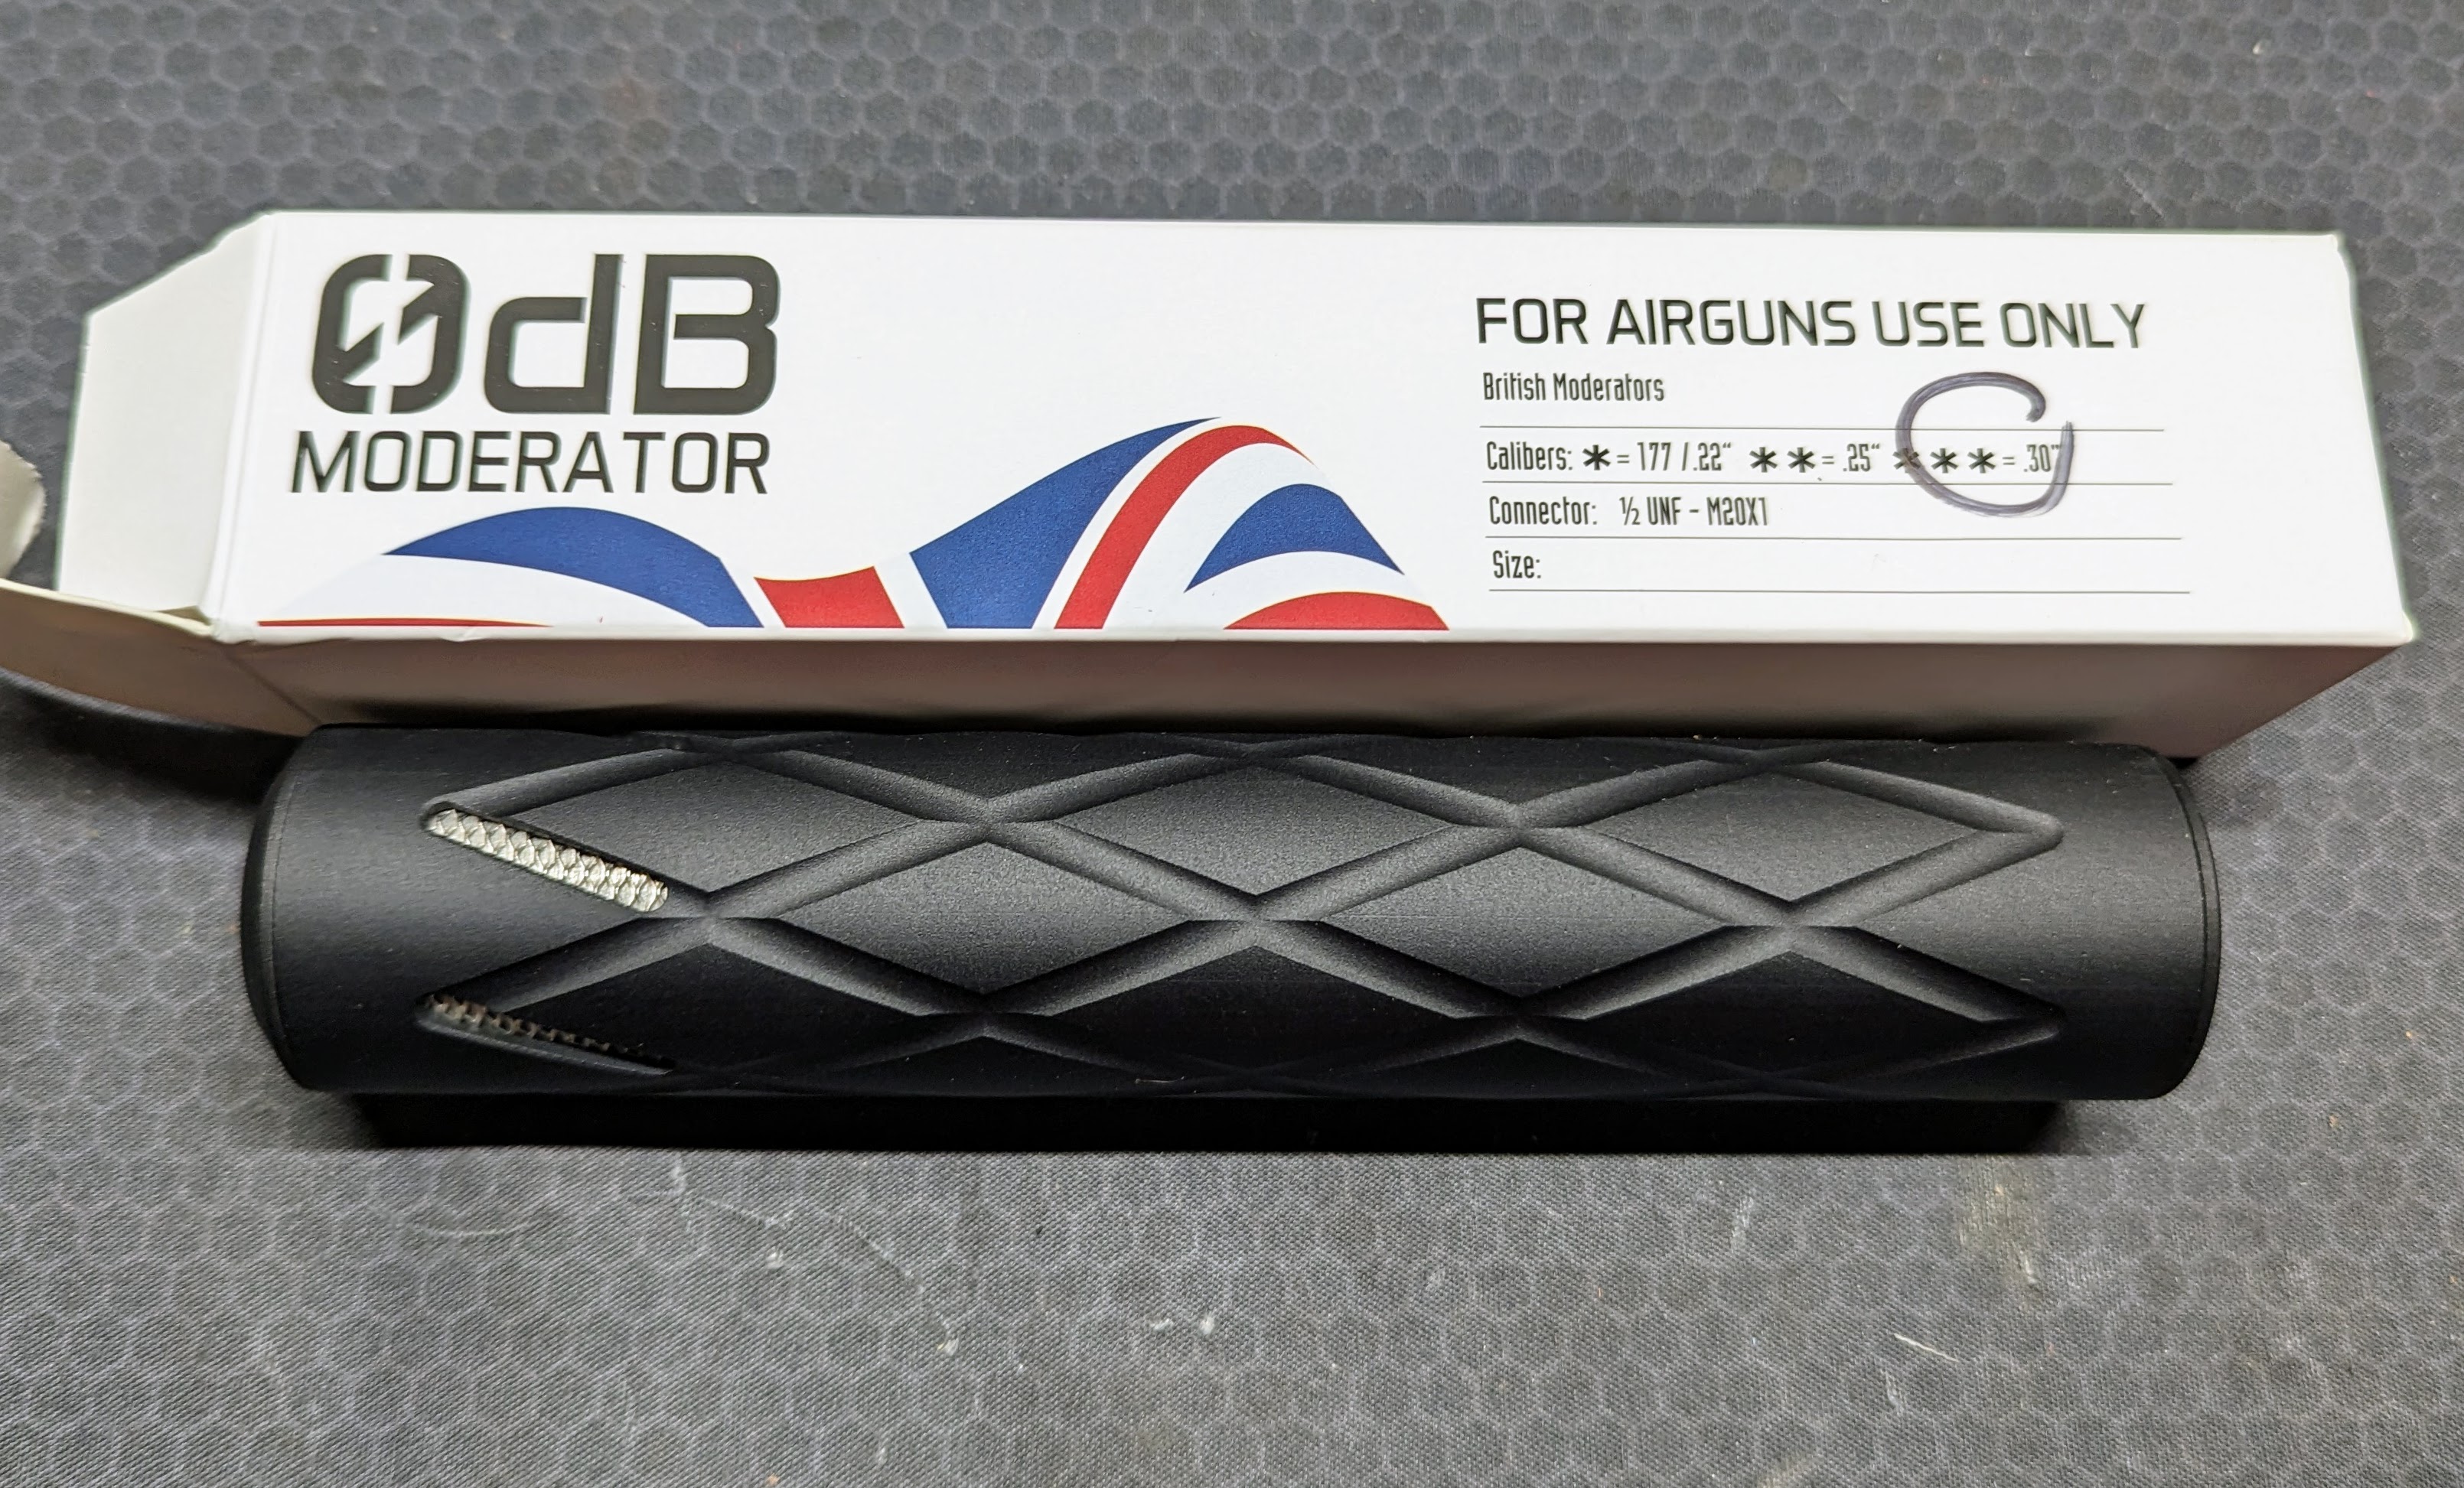 0dB
MODERATOR
FOR AIRGUNS USE ONLY
British Moderators
Calibers: * = 177 / .22" ** = .25" *** = .30"
Connector: ½ UNF - M20X1
Size: